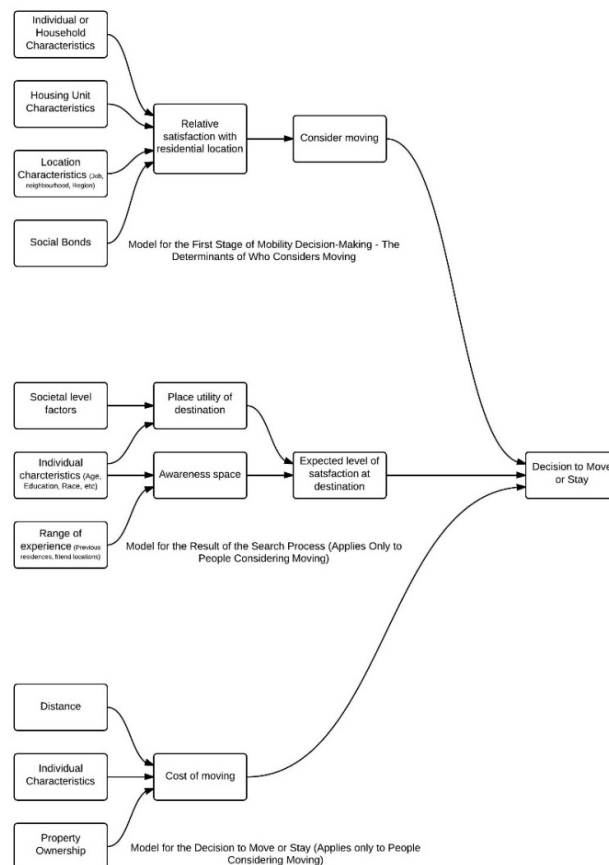 Individual or
Household
Characteristics
Housing Unit
Characteristics
Relative
satisfaction with
residential location
Consider moving
Location
Characteristics (Job,
neighbourhood, Region)
Social Bonds
Model for the First Stage of Mobility Decision-Making - The
Determinants of Who Considers Moving
Societal level
factors
Place utility of
destination
Individual
charcteristics (Age,
Education, Race, etc)
Awareness space
Expected level of
satsfaction at
destination
Decision to Move
or Stay
Range of
experience (Previous
residences, friend locations)
Model for the Result of the Search Process (Applies Only to
People Considering Moving)
Distance
Individual
Characteristics
Cost of moving
Property
Ownership
Model for the Decision to Move or Stay (Applies only to People
Considering Moving)